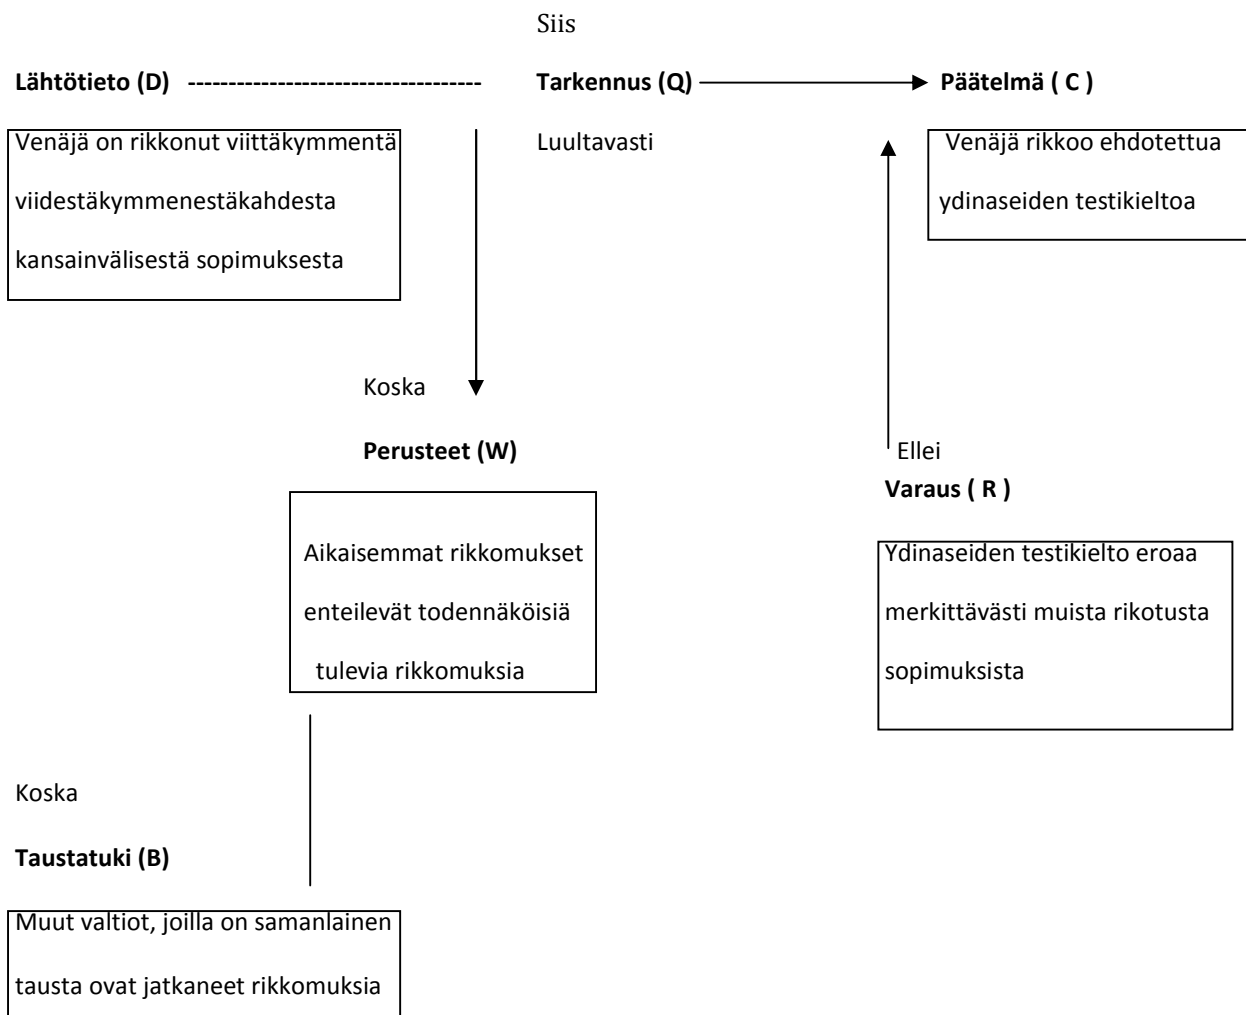 Siis
Lähtötieto (D) ----------------------------------- Tarkennus (Q) Päätelmä ( C )
Venäjä on rikkonut viittäkymmentä
viidestäkymmenestäkahdesta
kansainvälisestä sopimuksesta
Luultavasti
Venäjä rikkoo ehdotettua
ydinaseiden testikieltoa
Koska
Perusteet (W)
Aikaisemmat rikkomukset
enteilevät todennäköisiä
tulevia rikkomuksia
Ellei
Varaus ( R )
Ydinaseiden testikielto eroaa
merkittävästi muista rikotusta
sopimuksista
Koska
Taustatuki (B)
Muut valtiot, joilla on samanlainen
tausta ovat jatkaneet rikkomuksia